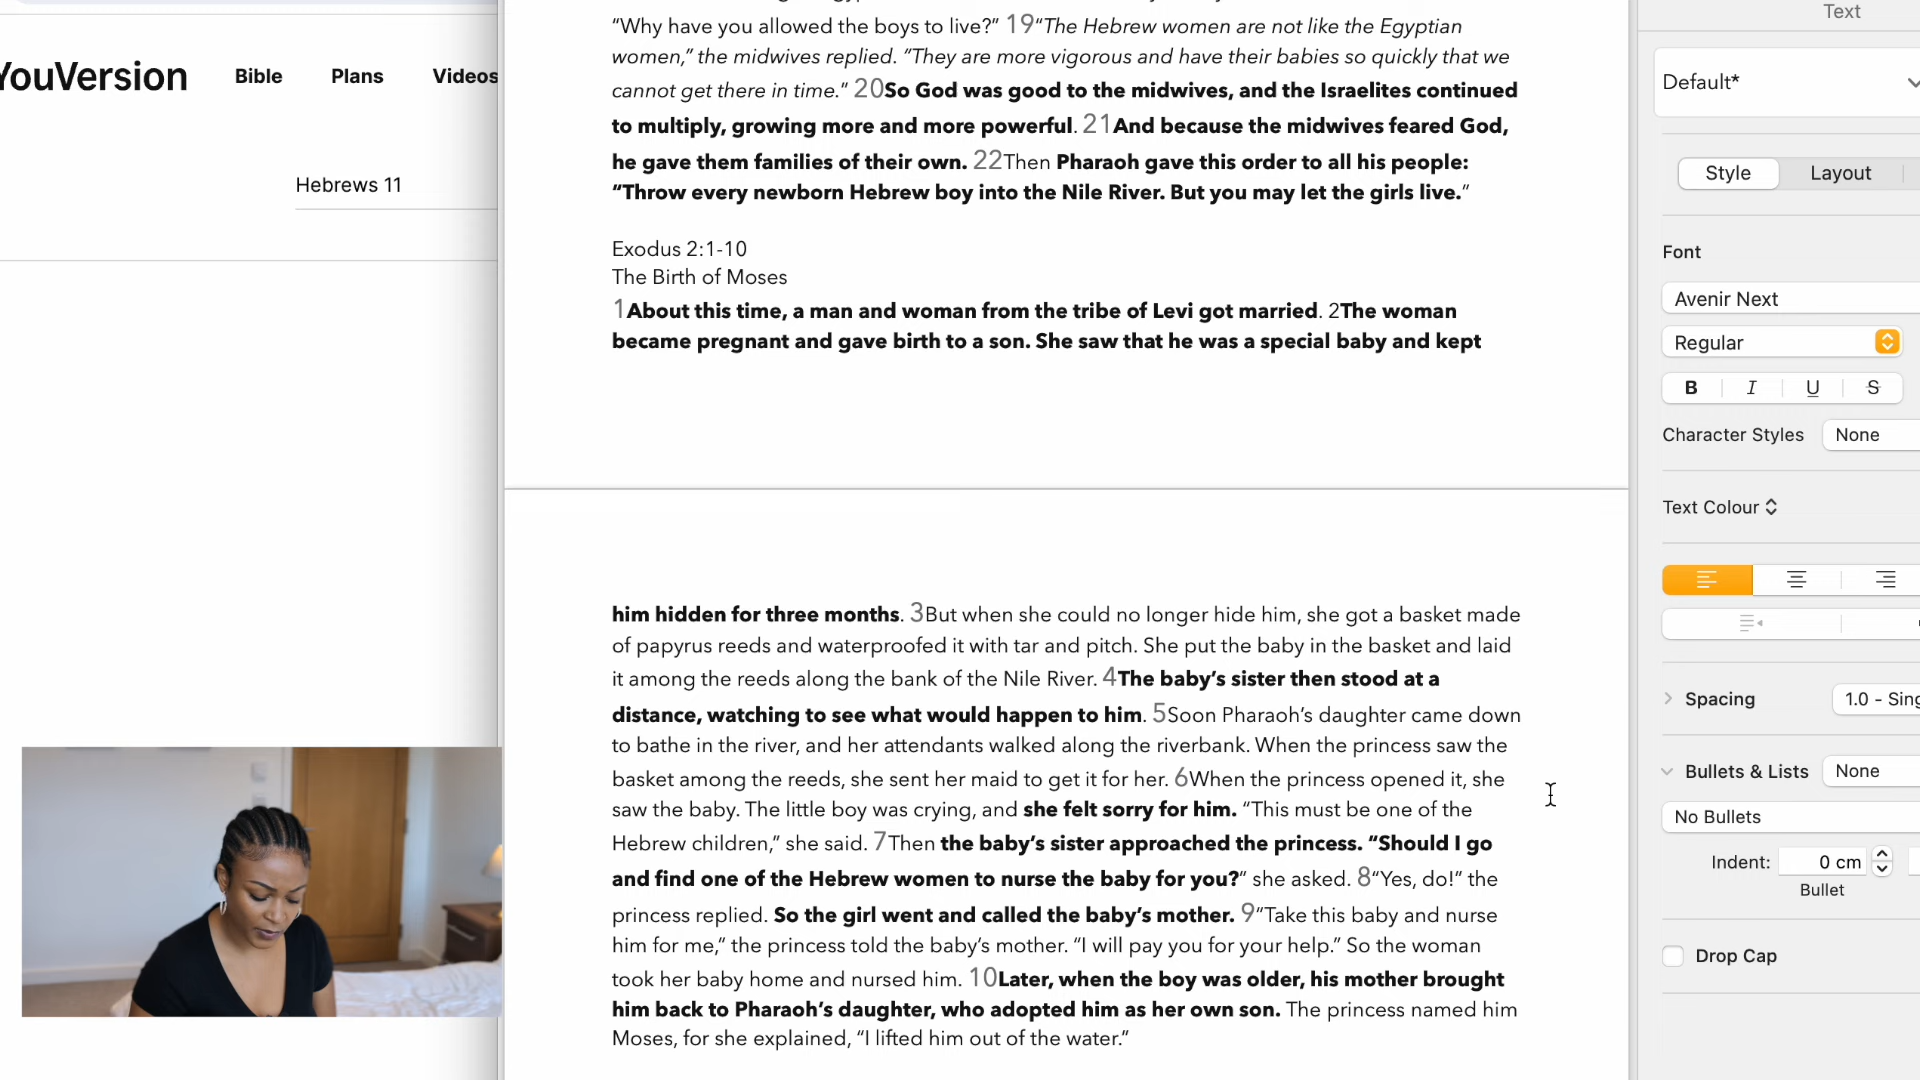 YouVersion
Bible
Plans
Videos
Hebrews 11
“Why have you allowed the boys to live?” 19“The Hebrew women are not like the Egyptian
women,” the midwives replied. “They are more vigorous and have their babies so quickly that we
cannot get there in time.” 20So God was good to the midwives, and the Israelites continued
to multiply, growing more and more powerful. 21And because the midwives feared God,
he gave them families of their own. 22Then Pharaoh gave this order to all his people:
“Throw every newborn Hebrew boy into the Nile River. But you may let the girls live.”
Exodus 2:1-10
The Birth of Moses
1About this time, a man and woman from the tribe of Levi got married. 2The woman
became pregnant and gave birth to a son. She saw that he was a special baby and kept
him hidden for three months. 3But when she could no longer hide him, she got a basket made
of papyrus reeds and waterproofed it with tar and pitch. She put the baby in the basket and laid
it among the reeds along the bank of the Nile River. 4The baby’s sister then stood at a
distance, watching to see what would happen to him. 5Soon Pharaoh’s daughter came down
to bathe in the river, and her attendants walked along the riverbank. When the princess saw the
basket among the reeds, she sent her maid to get it for her. 6When the princess opened it, she
saw the baby. The little boy was crying, and she felt sorry for him. “This must be one of the
Hebrew children,” she said. 7Then the baby’s sister approached the princess. “Should I go
and find one of the Hebrew women to nurse the baby for you?” she asked. 8“Yes, do!” the
princess replied. So the girl went and called the baby’s mother. 9“Take this baby and nurse
him for me,” the princess told the baby’s mother. “I will pay you for your help.” So the woman
took her baby home and nursed him. 10Later, when the boy was older, his mother brought
him back to Pharaoh’s daughter, who adopted him as her own son. The princess named him
Moses, for she explained, “I lifted him out of the water.”
Text
Default*
Style
Layout
Font
Avenir Next
Regular
B I U S
Character Styles
None
Text Colour
Spacing
1.0 - Sing
Bullets & Lists
None
No Bullets
Indent:
0 cm
Bullet
Drop Cap